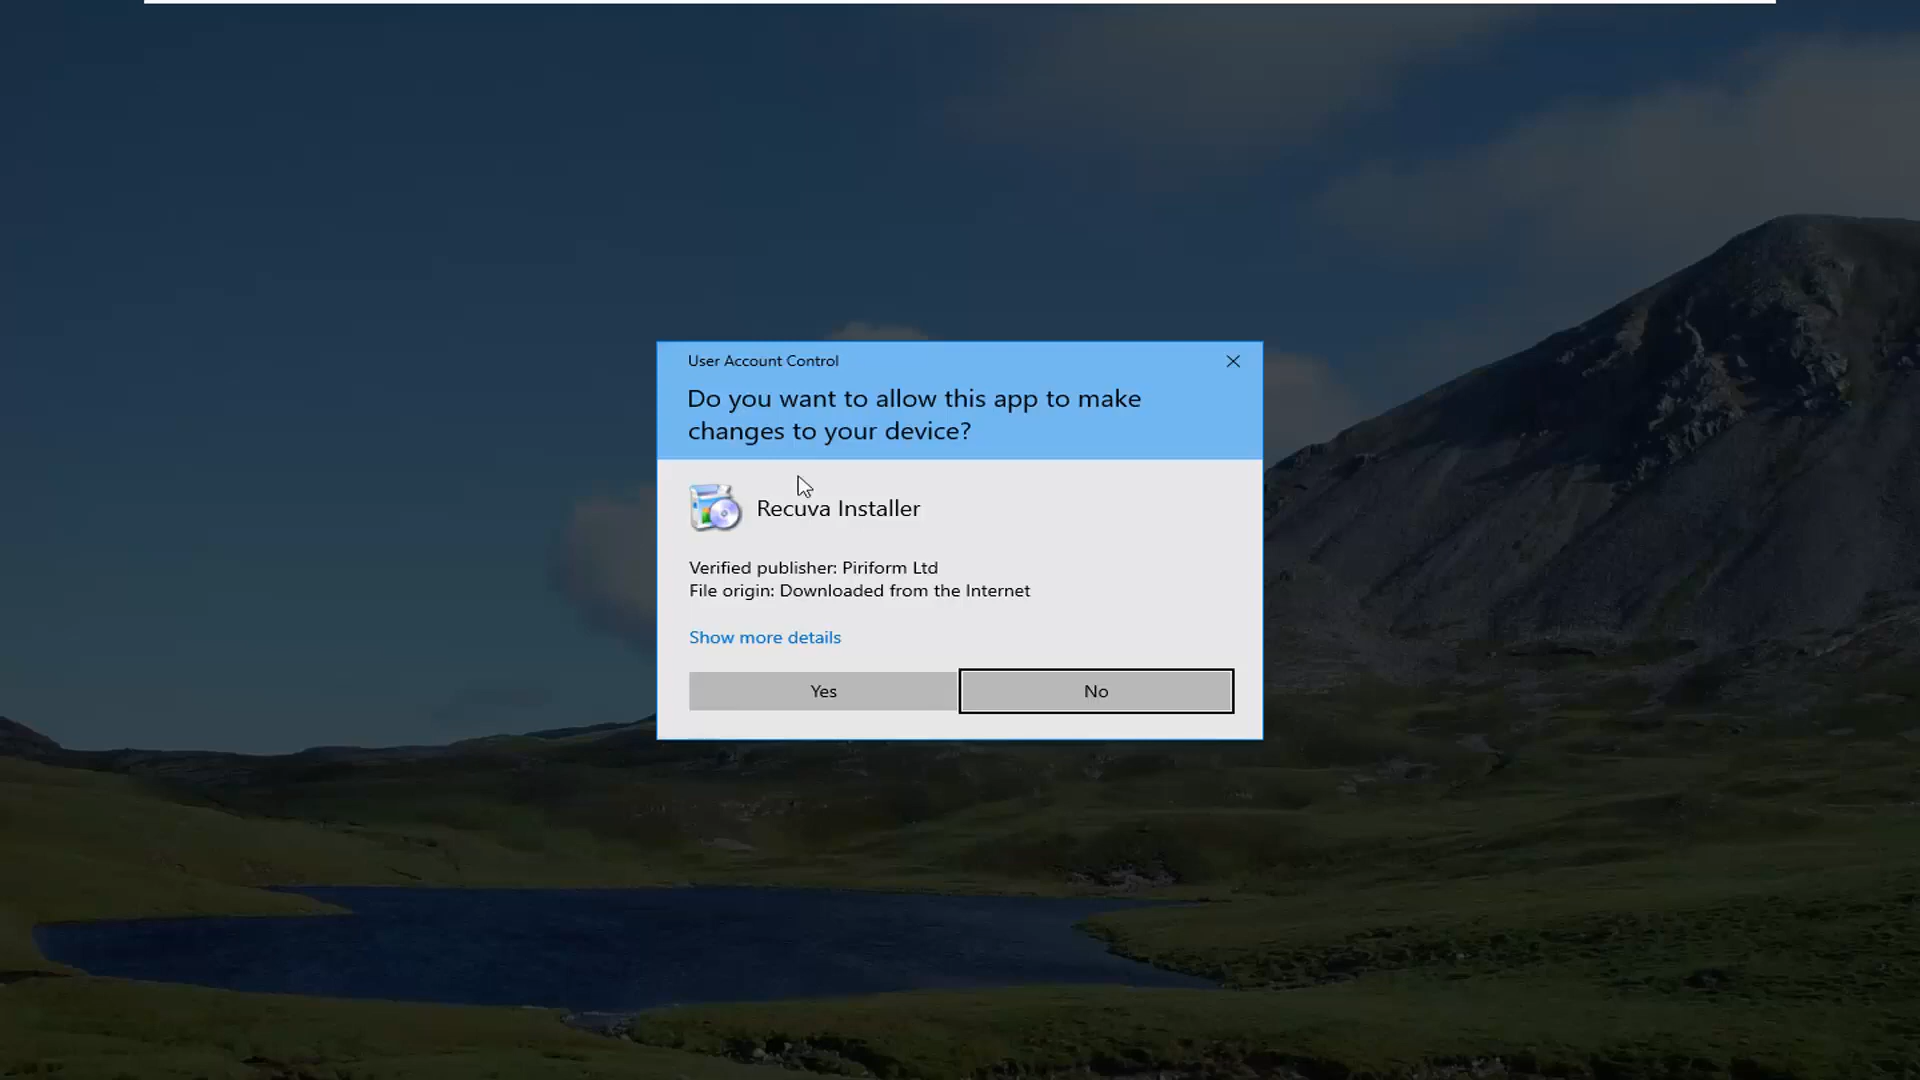 User Account Control
Do you want to allow this app to make
changes to your device?
Recuva Installer
Verified publisher: Piriform Ltd
File origin: Downloaded from the Internet
Show more details
Yes
No